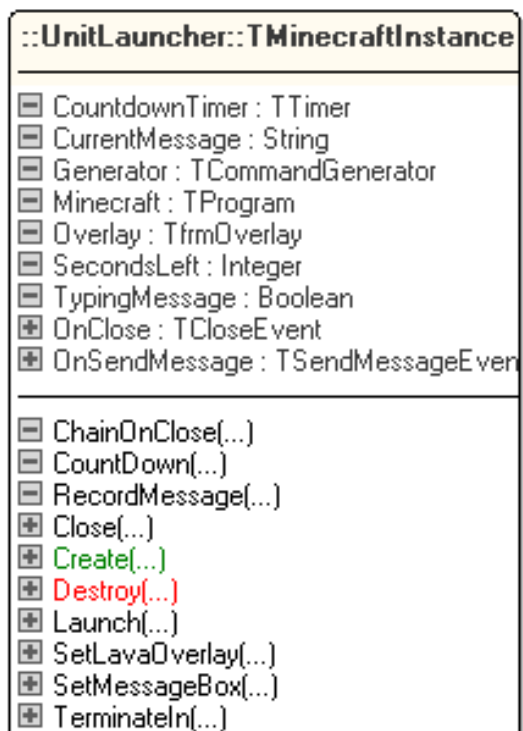 ::UnitLauncher::TMinecraftInstance
CountdownTimer : TTimer
CurrentMessage : String
Generator : TCommandGenerator
Minecraft : TProgram
Overlay : TfrmOverlay
SecondsLeft : Integer
TypingMessage : Boolean
OnClose : TCloseEvent
OnSendMessage : TSendMessageEven
ChainOnClose(...)
CountDown(...)
RecordMessage(...)
Close(...)
Create(...)
Destroy(...)
Launch(...)
SetLavaOverlay(...)
SetMessageBox(...)
TerminateIn(...)